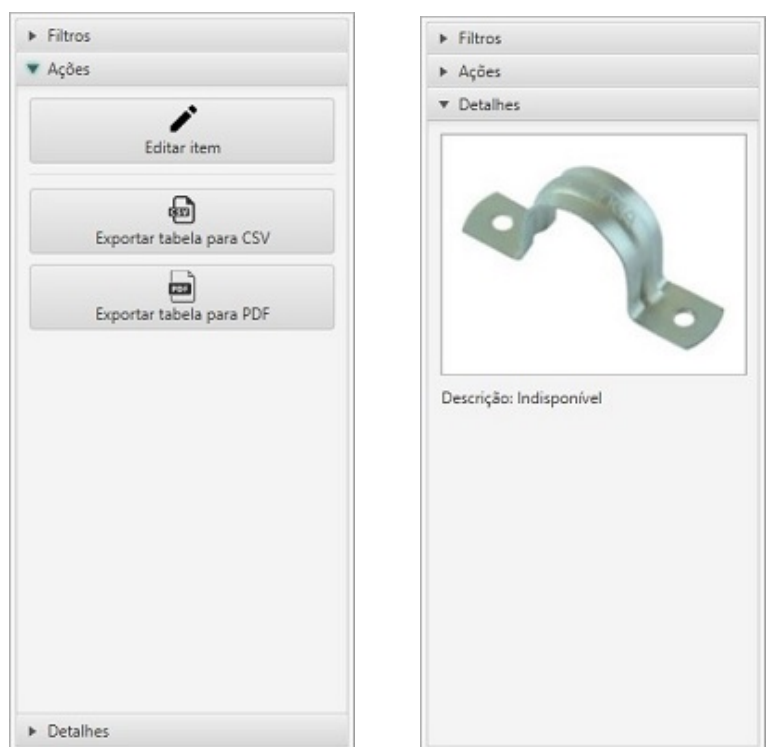 Filtros
Ações
Editar item
CSV
Exportar tabela para CSV
PDF
Exportar tabela para PDF
Detalhes
Filtros
Ações
Detalhes
Descrição: Indisponível